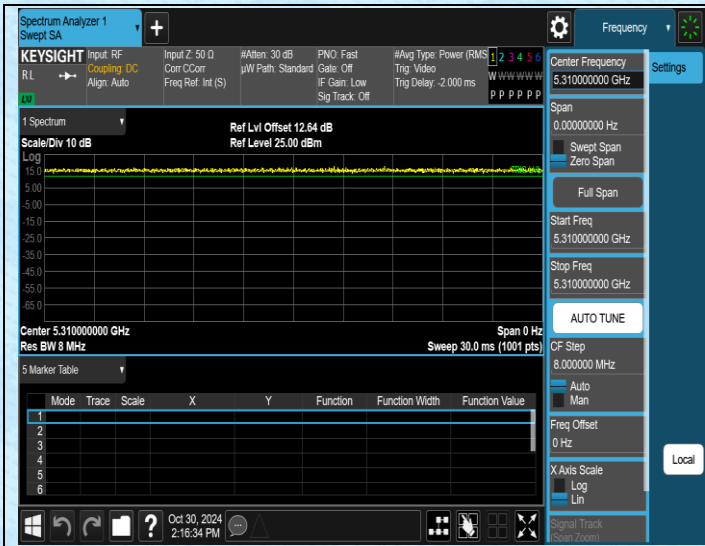 Spectrum Analyzer 1
Swept SA
Frequency
KEYSIGHT
RL
LXI
Input: RF
Coupling: DC
Align: Auto
Input Z: 50 Ω
Corr CCorr
Freq Ref: Int (S)
#Atten: 30 dB
µW Path: Standard
PNO: Fast
Gate: Off
IF Gain: Low
Sig Track: Off
#Avg Type: Power (RMS
Trig: Video
Trig Delay: -2.000 ms
1 2 3 4 5 6
W W W W W W
P P P P P P
Center Frequency
5.310000000 GHz
Settings
Span
0.00000000 Hz
Swept Span
Zero Span
Full Span
Start Freq
5.310000000 GHz
Stop Freq
5.310000000 GHz
AUTO TUNE
CF Step
8.000000 MHz
Auto
Man
Freq Offset
0 Hz
X Axis Scale
Log
Lin
Signal Track
(Span Zoom)
Local
1 Spectrum
Scale/Div 10 dB
Ref Lvl Offset 12.64 dB
Ref Level 25.00 dBm
Log
15.0
5.00
-5.00
-15.0
-25.0
-35.0
-45.0
-55.0
-65.0
Center 5.310000000 GHz
Span 0 Hz
Res BW 8 MHz
Sweep 30.0 ms (1001 pts)
5 Marker Table
Mode Trace Scale X Y Function Function Width Function Value
1
2
3
4
5
6
?
Oct 30, 2024
2:16:34 PM